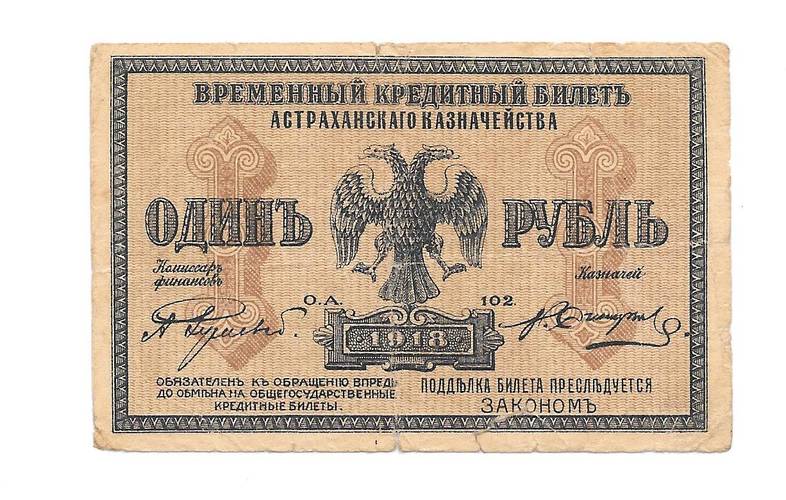 ВРЕМЕННЫЙ КРЕДИТНЫЙ БИЛЕТЪ
АСТРАХАНСКАГО КАЗНАЧЕЙСТВА
ОДИНЪ РУБЛЬ
Комиссаръ
финансовъ
Казначей
О.А. 102.
1918
ОБЯЗАТЕЛЕНЪ КЪ ОБРАЩЕНІЮ ВПРЕДЬ
ДО ОБМѢНА НА ОБЩЕГОСУДАРСТВЕННЫЕ
КРЕДИТНЫЕ БИЛЕТЫ.
ПОДДѢЛКА БИЛЕТА ПРЕСЛѢДУЕТСЯ
ЗАКОНОМЪ